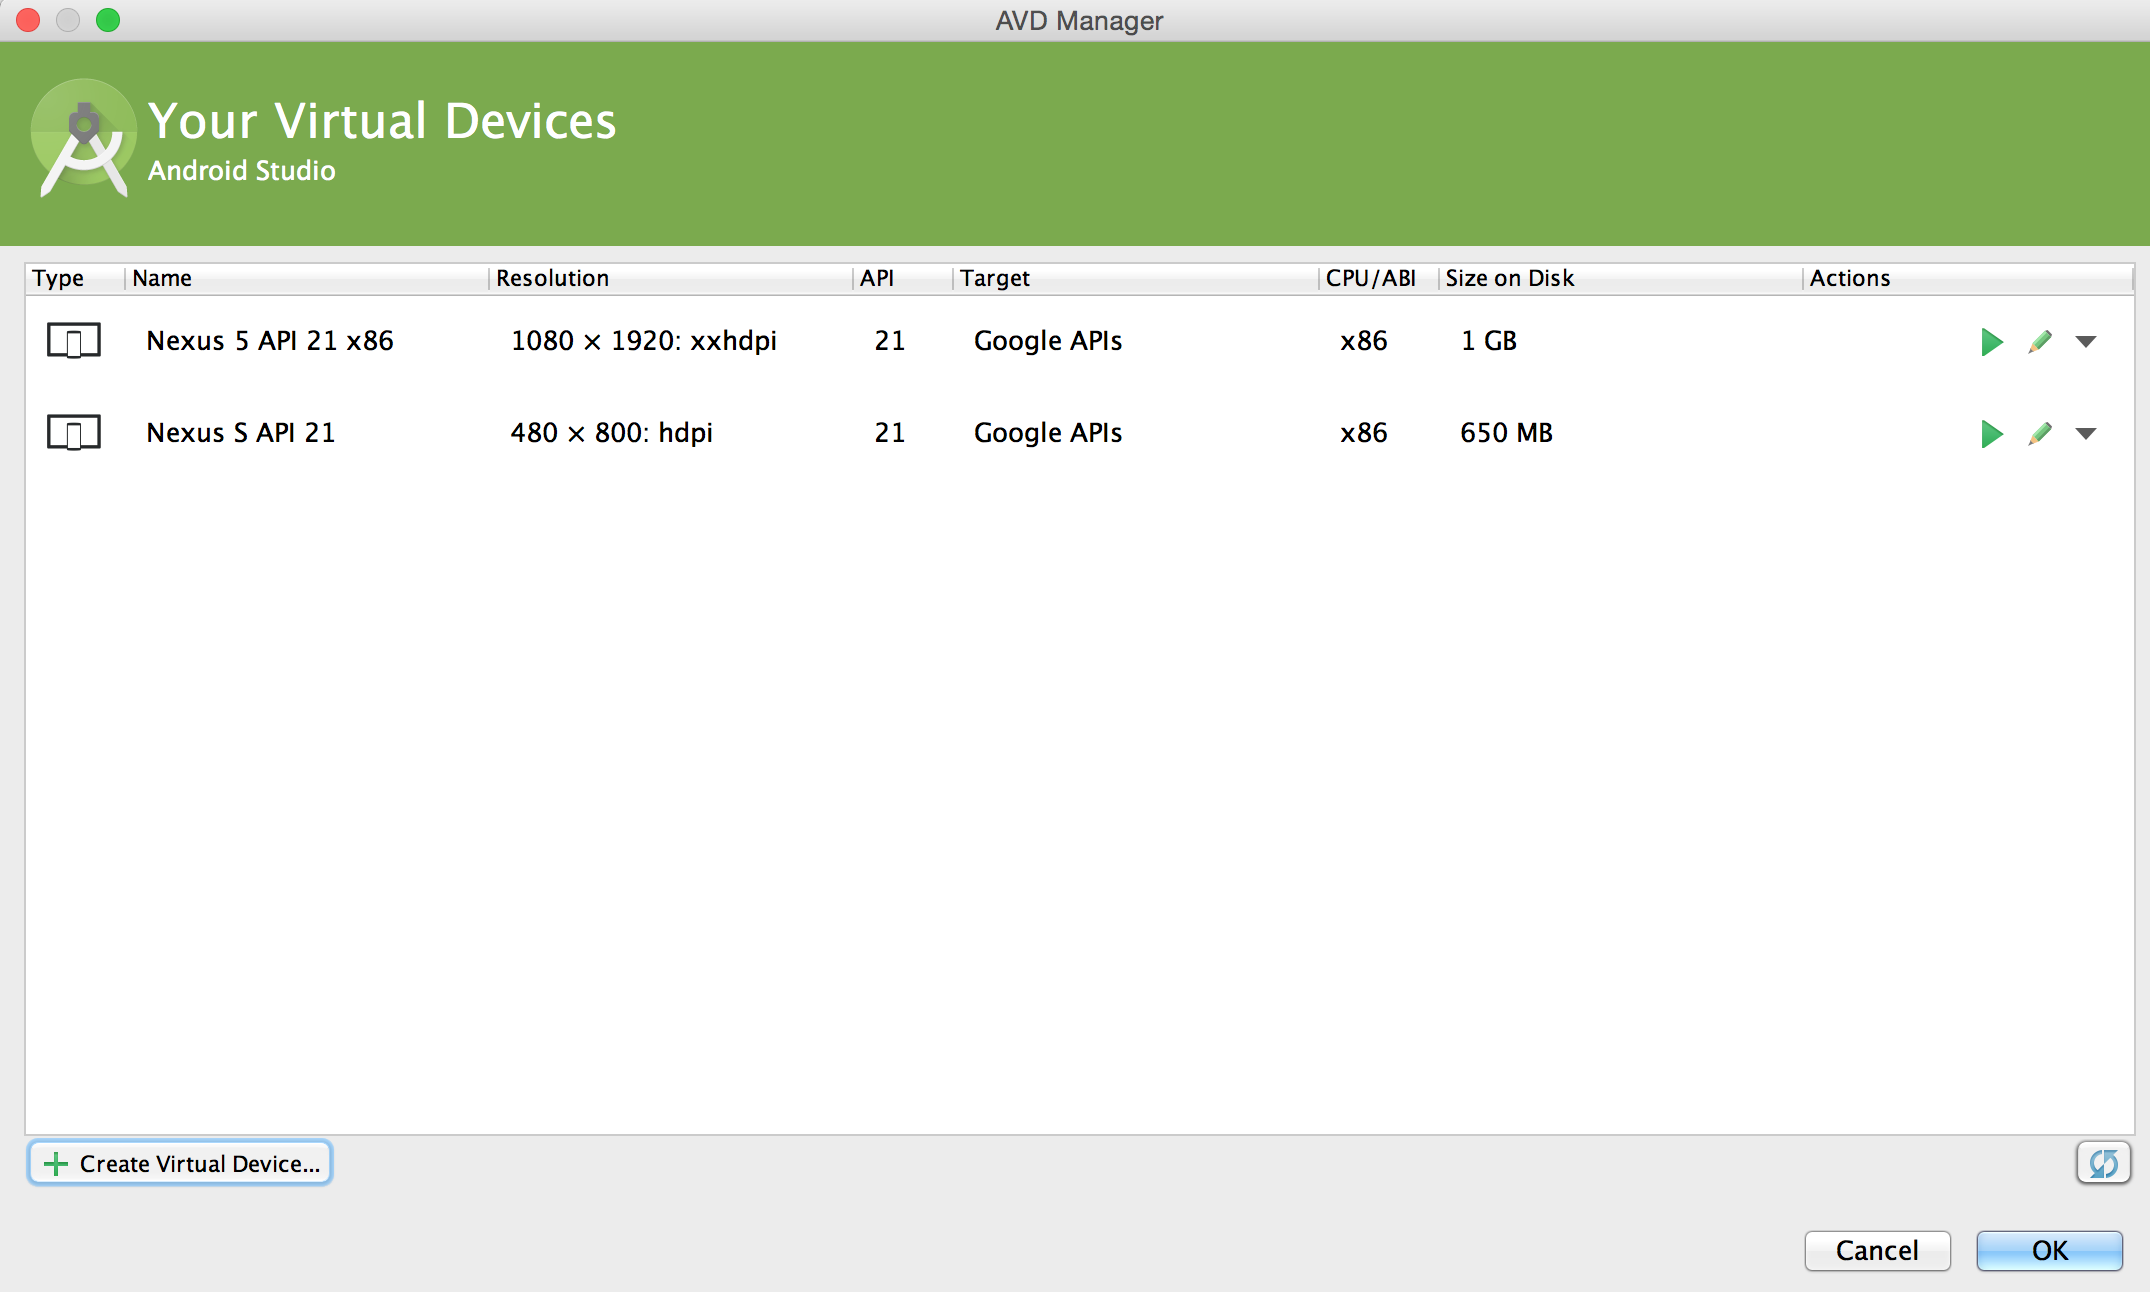 AVD Manager
Your Virtual Devices
Android Studio
Type Name Resolution API Target CPU/ABI Size on Disk Actions
Nexus 5 API 21 x86 1080 × 1920: xxhdpi 21 Google APIs x86 1 GB
Nexus S API 21 480 × 800: hdpi 21 Google APIs x86 650 MB
Create Virtual Device...
Cancel OK